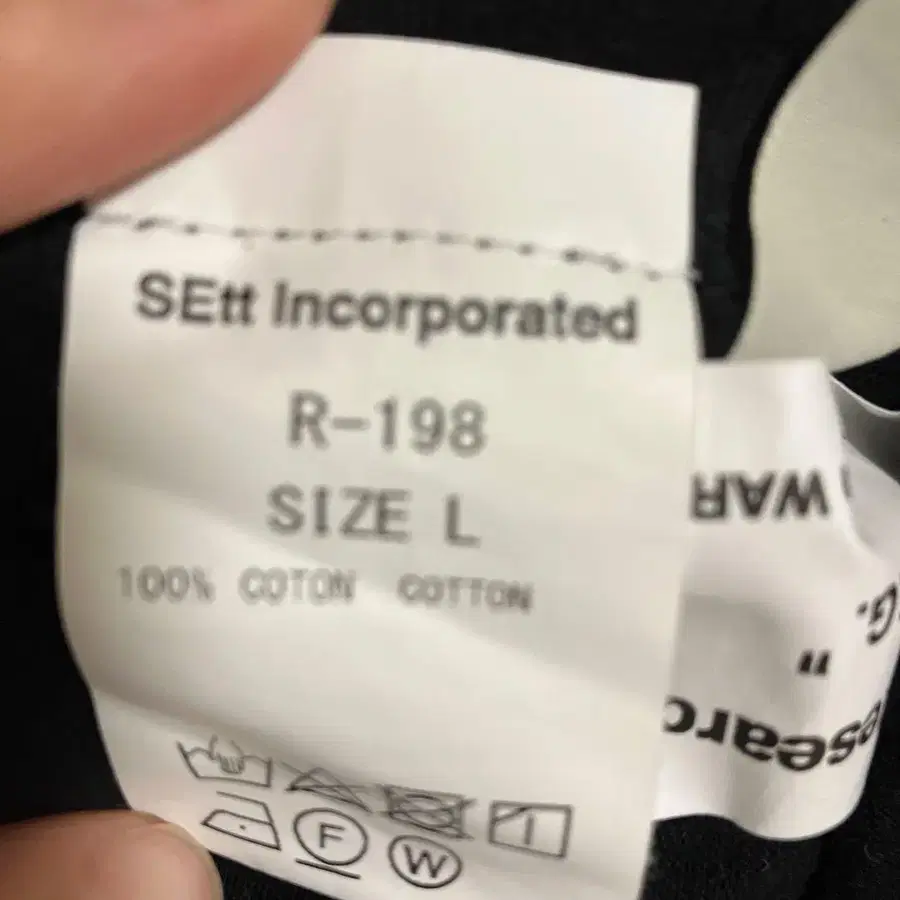 SEtt Incorporated
R-198
SIZE L
100% COTON COTTON
F
W
WAR
G.
"
esearc